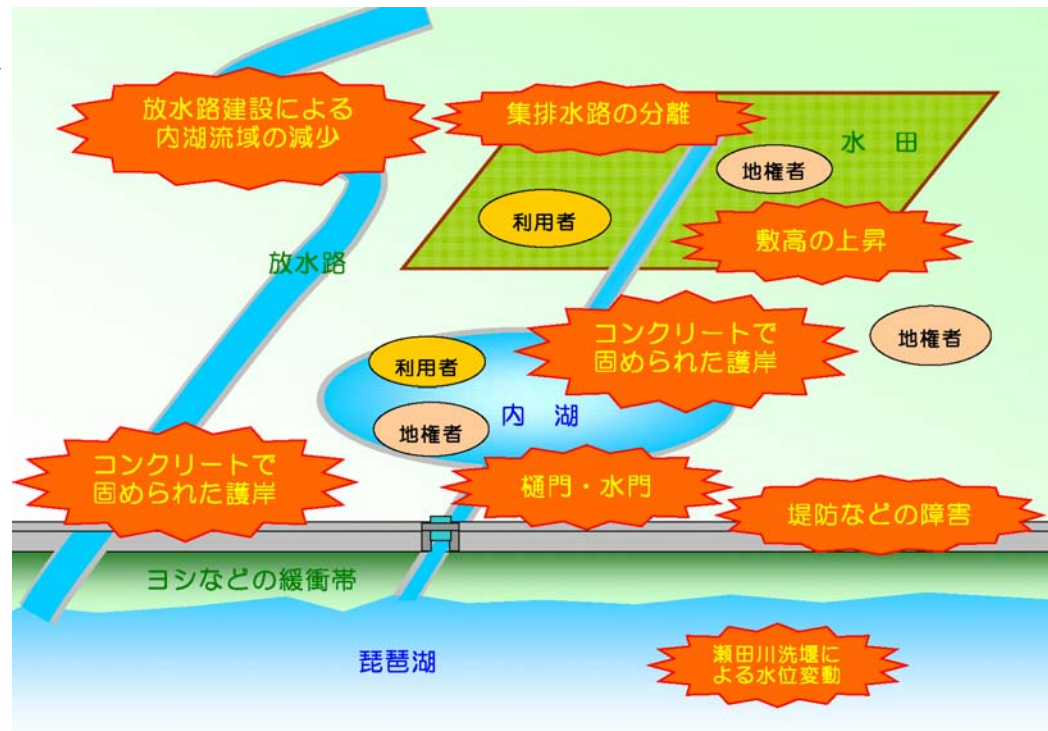 放水路建設による
内湖流域の減少
集排水路の分離
水 田
地権者
利用者
敷高の上昇
放水路
コンクリートで
固められた護岸
地権者
利用者
内 湖
地権者
コンクリートで
固められた護岸
樋門・水門
堤防などの障害
ヨシなどの緩衝帯
琵琶湖
瀬田川洗堰に
よる水位変動